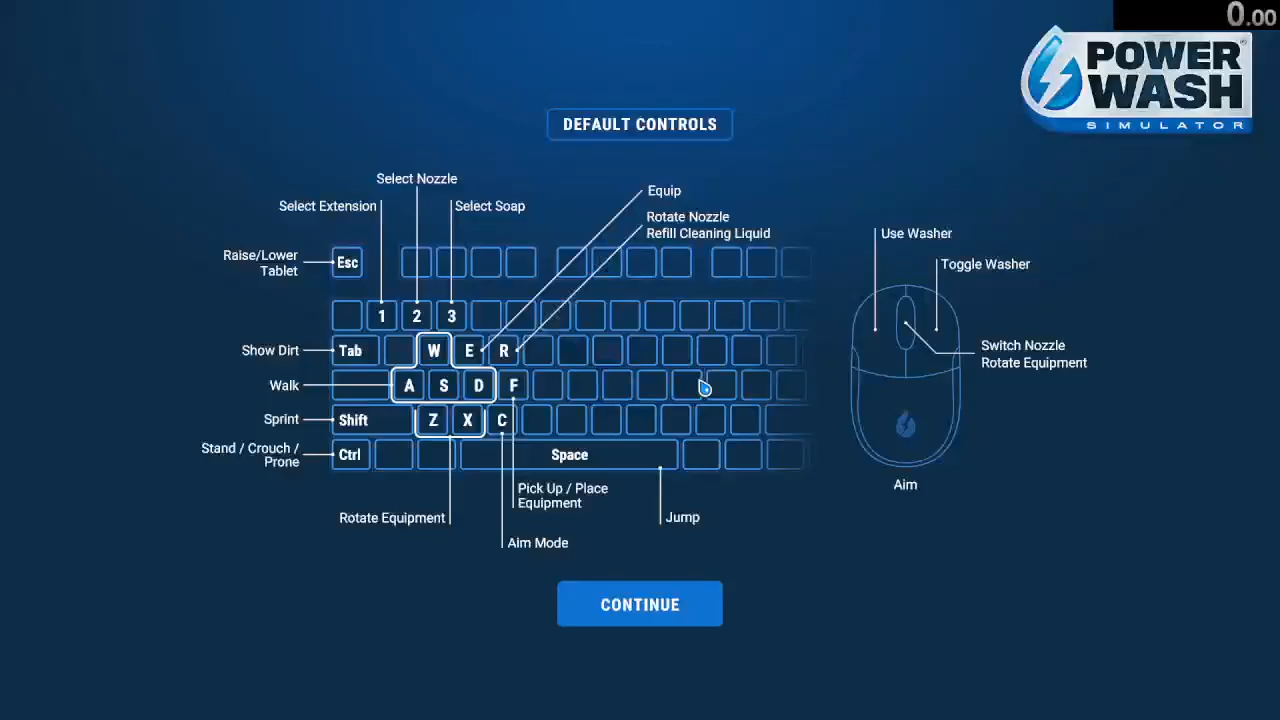 0.00
POWER
WASH
SIMULATOR
DEFAULT CONTROLS
Select Nozzle
Select Extension
Select Soap
Equip
Rotate Nozzle
Refill Cleaning Liquid
Raise/Lower
Tablet
Esc
1 2 3
Show Dirt
Tab W E R
Walk
A S D F
Sprint
Shift Z X C
Stand / Crouch /
Prone
Ctrl Space
Pick Up / Place
Equipment
Rotate Equipment
Jump
Aim Mode
Use Washer
Toggle Washer
Switch Nozzle
Rotate Equipment
Aim
CONTINUE